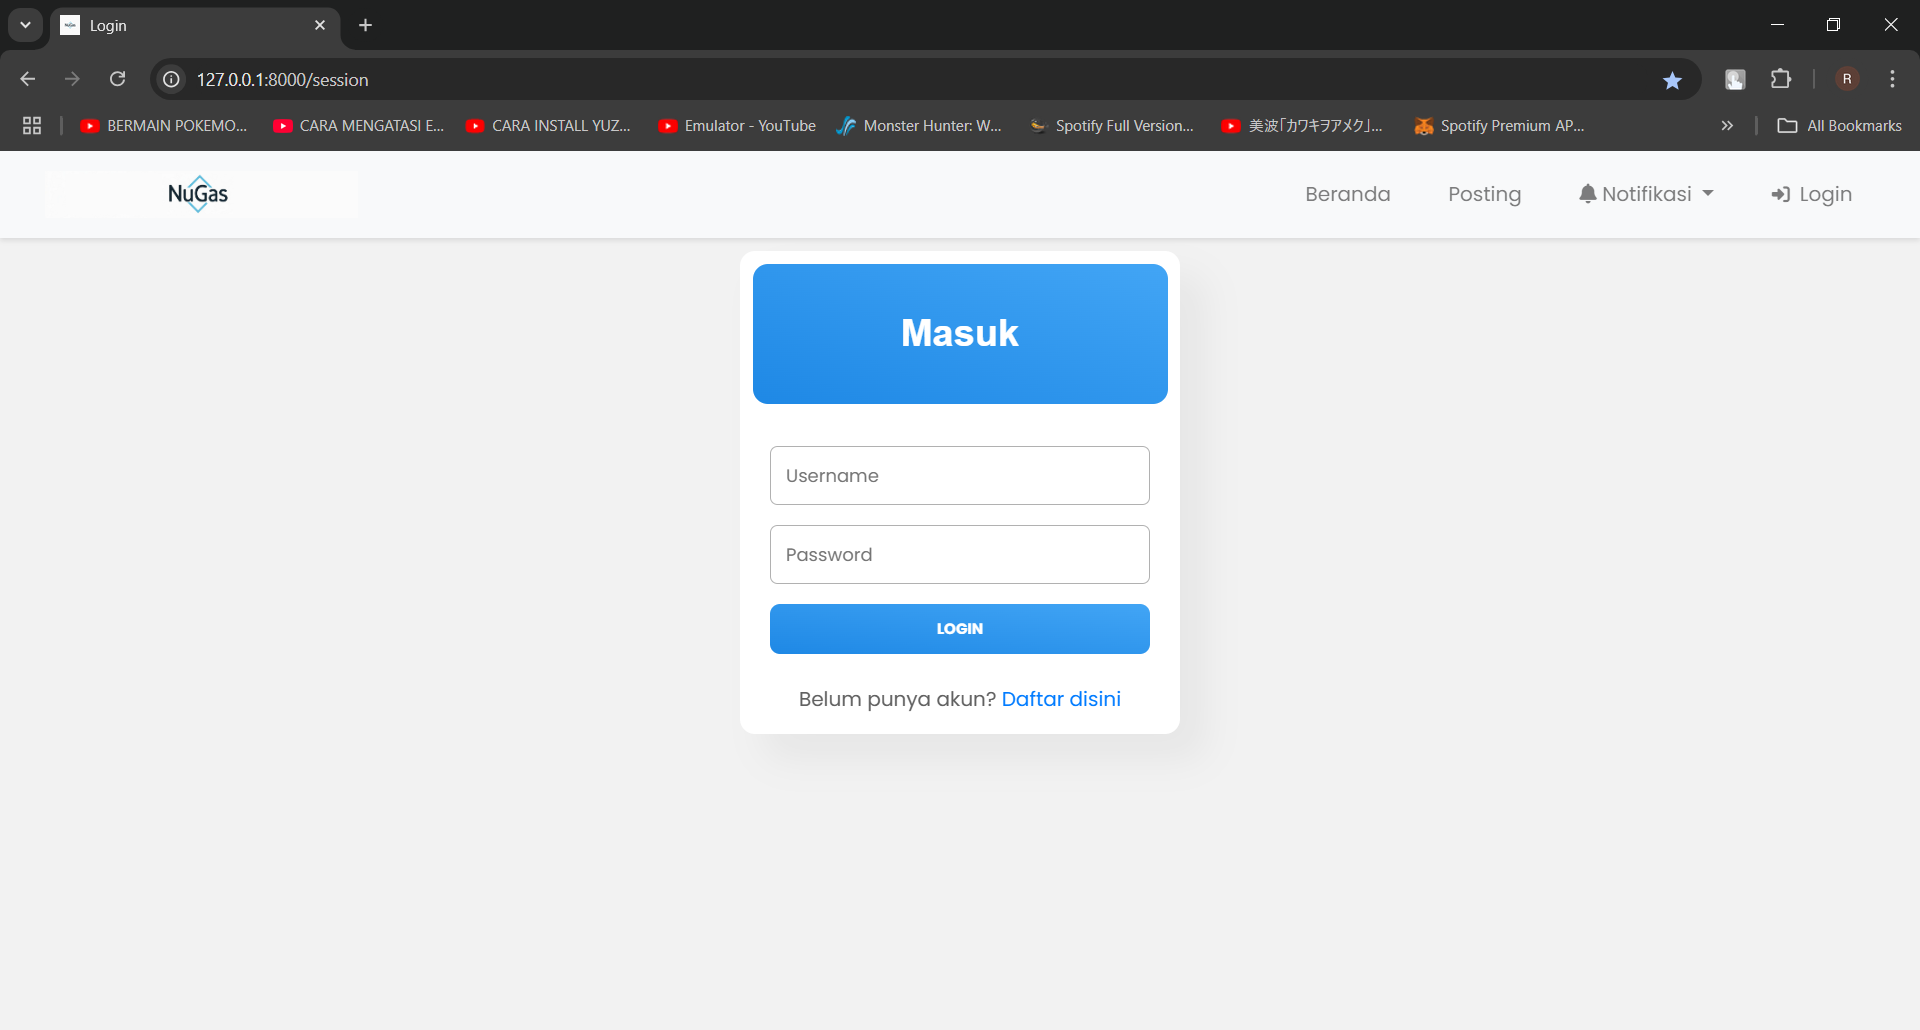 Login
127.0.0.1:8000/session
R
BERMAIN POKEMO...
CARA MENGATASI E...
CARA INSTALL YUZ...
Emulator - YouTube
Monster Hunter: W...
Spotify Full Version...
美波「カワキヲアメク」...
Spotify Premium AP...
All Bookmarks
NuGas
Beranda
Posting
Notifikasi
Login
Masuk
Username
Password
LOGIN
Belum punya akun? Daftar disini